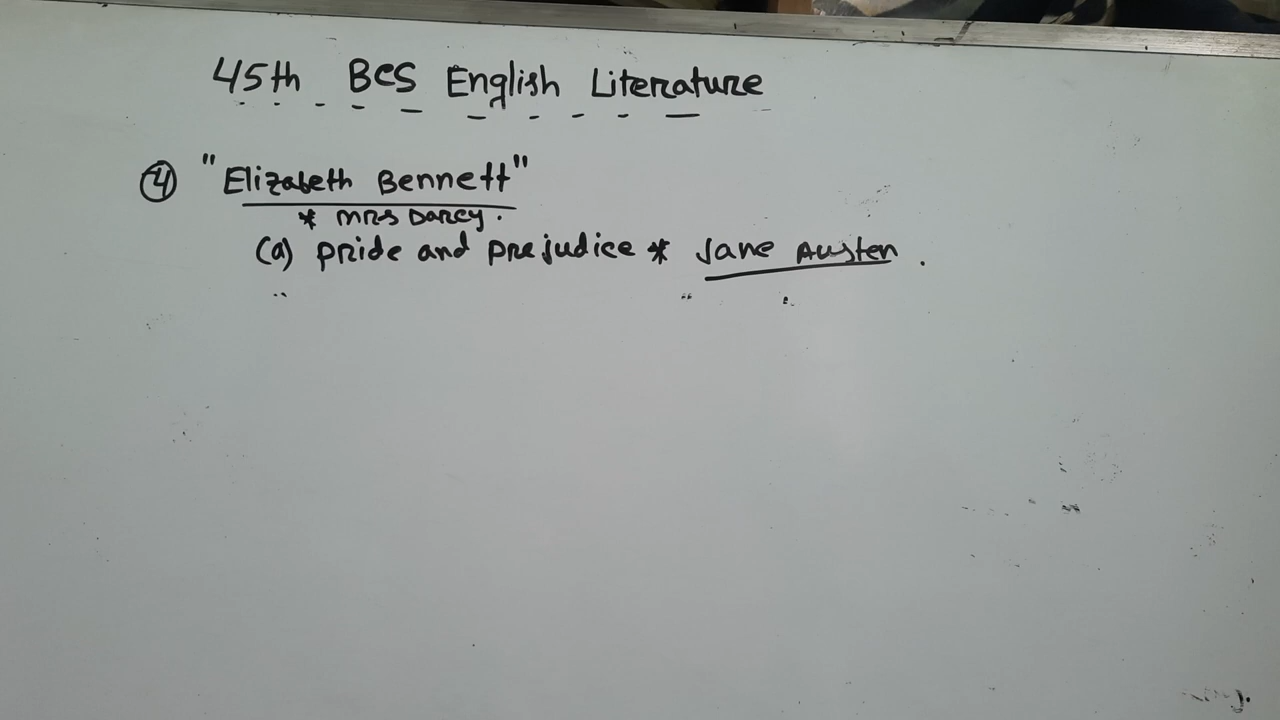 45th BCS English Literature
④ "Elizabeth Bennett"
* Mrs Darcy.
(a) pride and prejudice * Jane Austen.